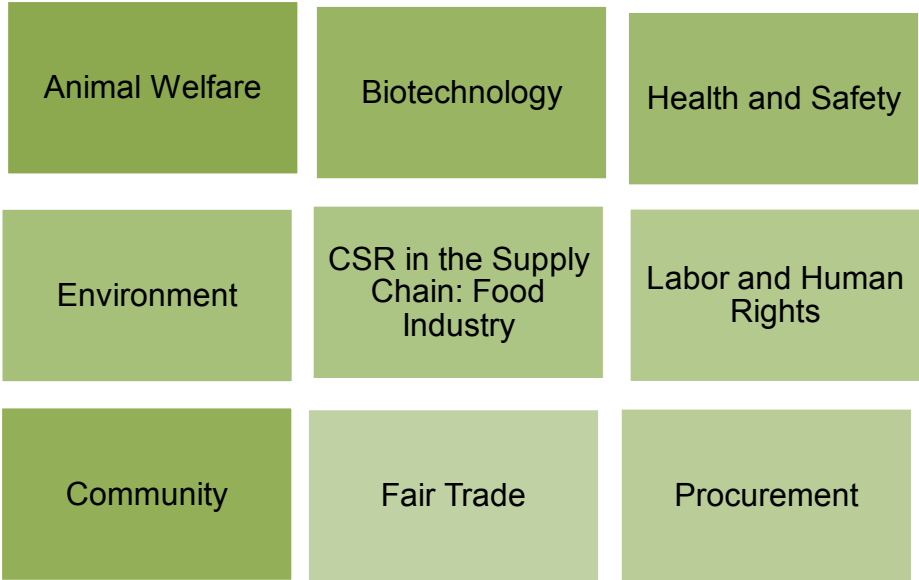 Animal Welfare
Biotechnology
Health and Safety
Environment
CSR in the Supply
Chain: Food
Industry
Labor and Human
Rights
Community
Fair Trade
Procurement